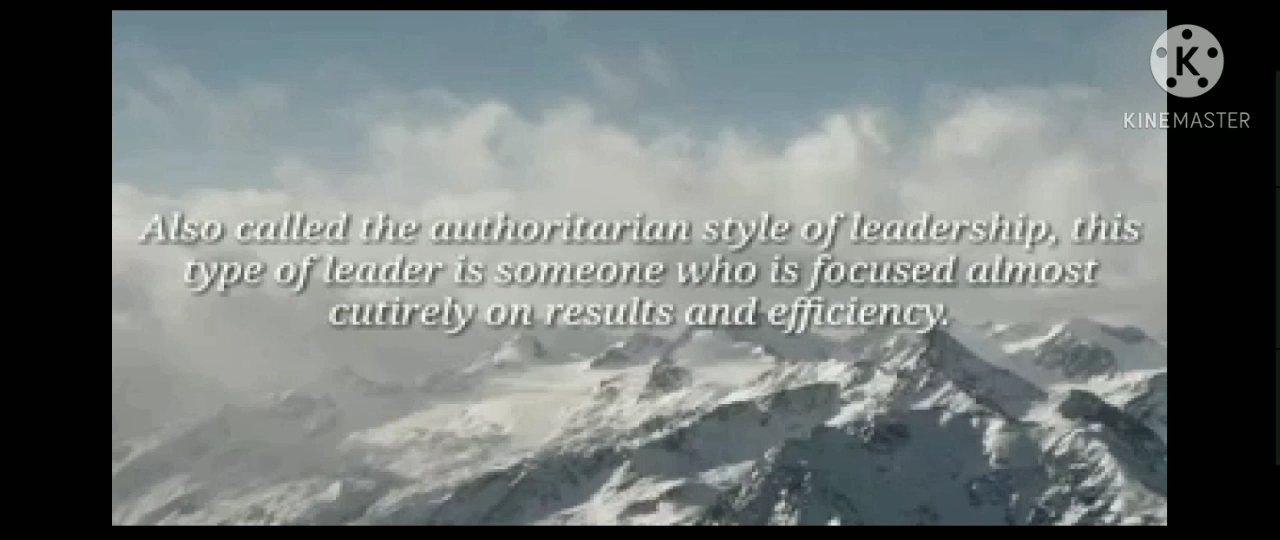 K
KINEMASTER
Also called the authoritarian style of leadership, this
type of leader is someone who is focused almost
cutirely on results and efficiency.